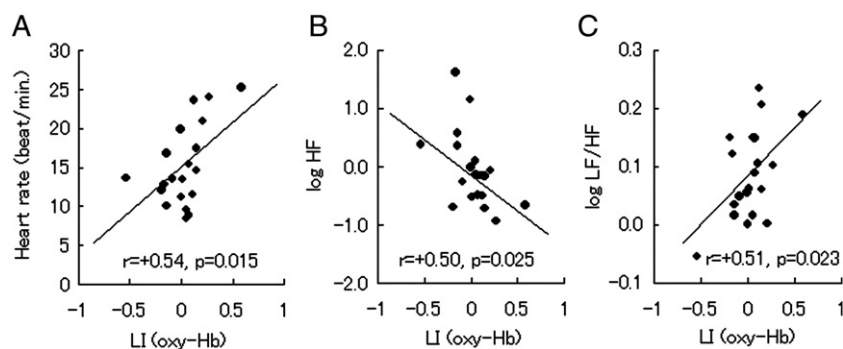 A
Heart rate (beat/min.)
30
25
20
15
10
5
0
r=+0.54, p=0.015
-1 -0.5 0 0.5 1
LI (oxy-Hb)
B
log HF
2.0
1.0
-0.0
-1.0
-2.0
r=+0.50, p=0.025
-1 -0.5 0 0.5 1
LI (oxy-Hb)
C
log LF/HF
0.3
0.2
0.1
0.0
-0.1
r=+0.51, p=0.023
-1 -0.5 0 0.5 1
LI (oxy-Hb)